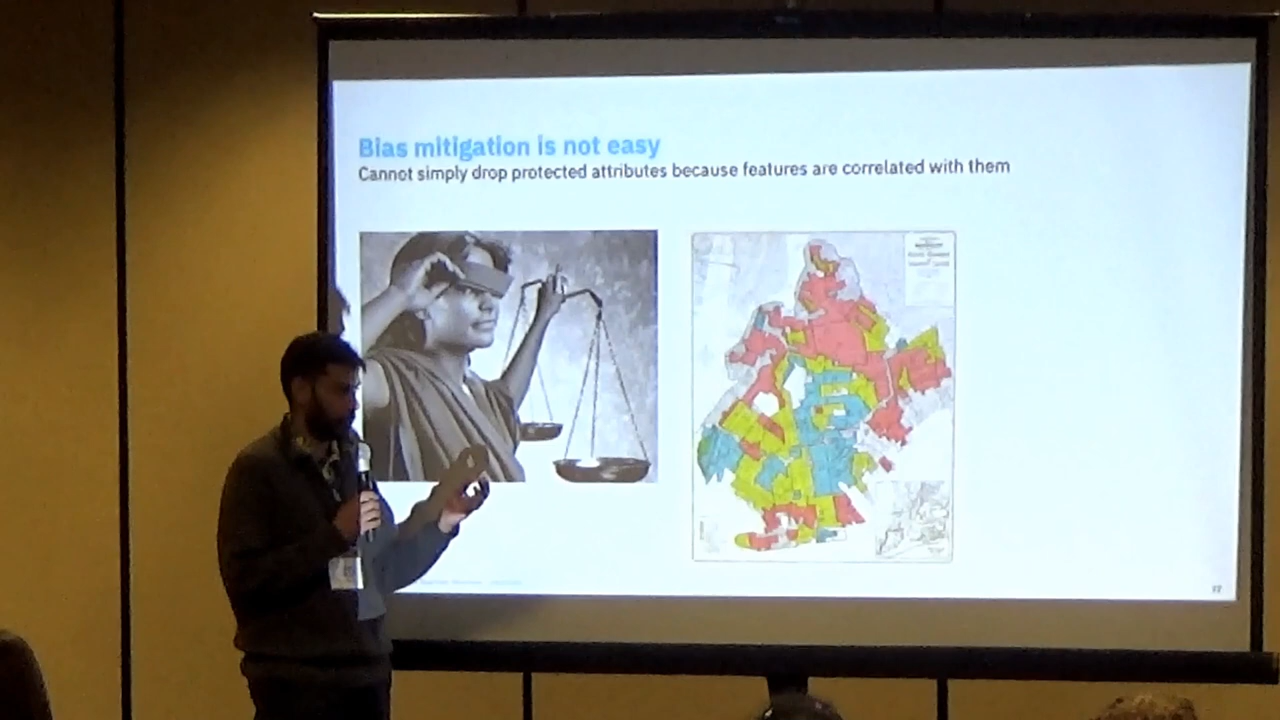 Bias mitigation is not easy
Cannot simply drop protected attributes because features are correlated with them